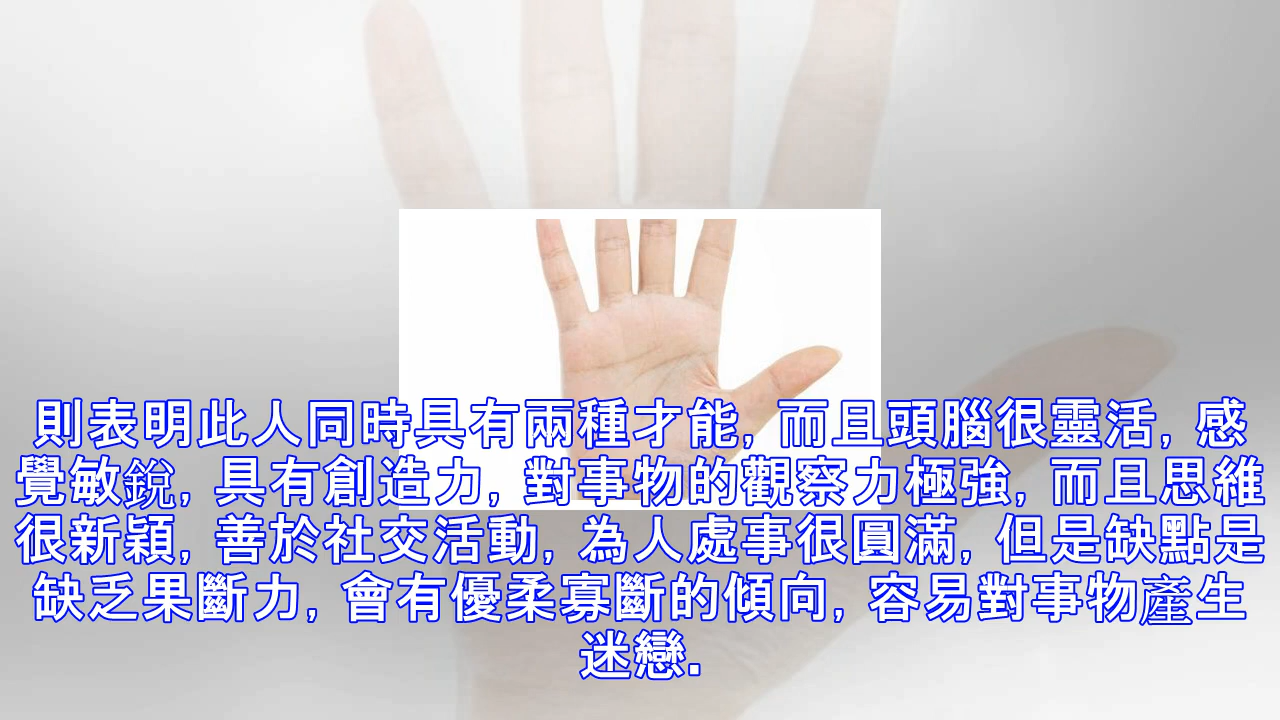 則表明此人同時具有兩種才能, 而且頭腦很靈活, 感
覺敏銳, 具有創造力, 對事物的觀察力極強, 而且思維
很新穎, 善於社交活動, 為人處事很圓滿, 但是缺點是
缺乏果斷力, 會有優柔寡斷的傾向, 容易對事物產生
迷戀.